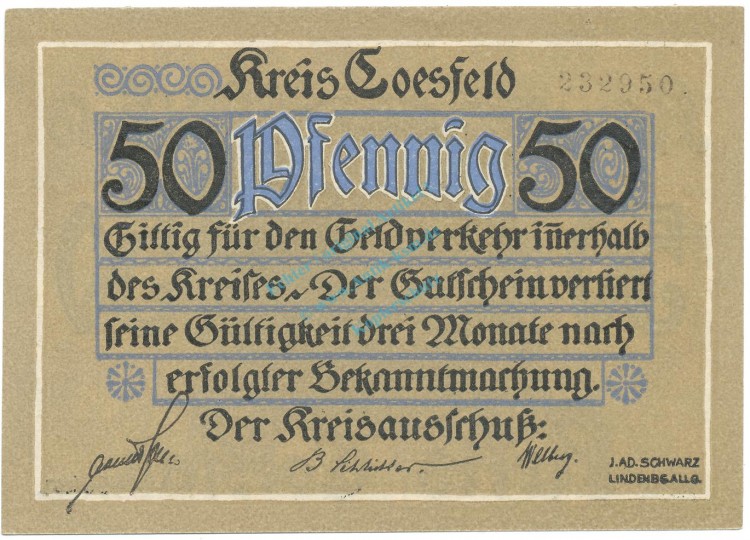 Kreis Coesfeld 232950
50 Pfennig 50
Giltig für den Geldverkehr iñerhalb
des Kreises. Der Gutschein verliert
seine Gültigkeit drei Monate nach
erfolgter Bekanntmachung.
Der Kreisausschuß:
J.AD.SCHWARZ
LINDENBG.ALLG.